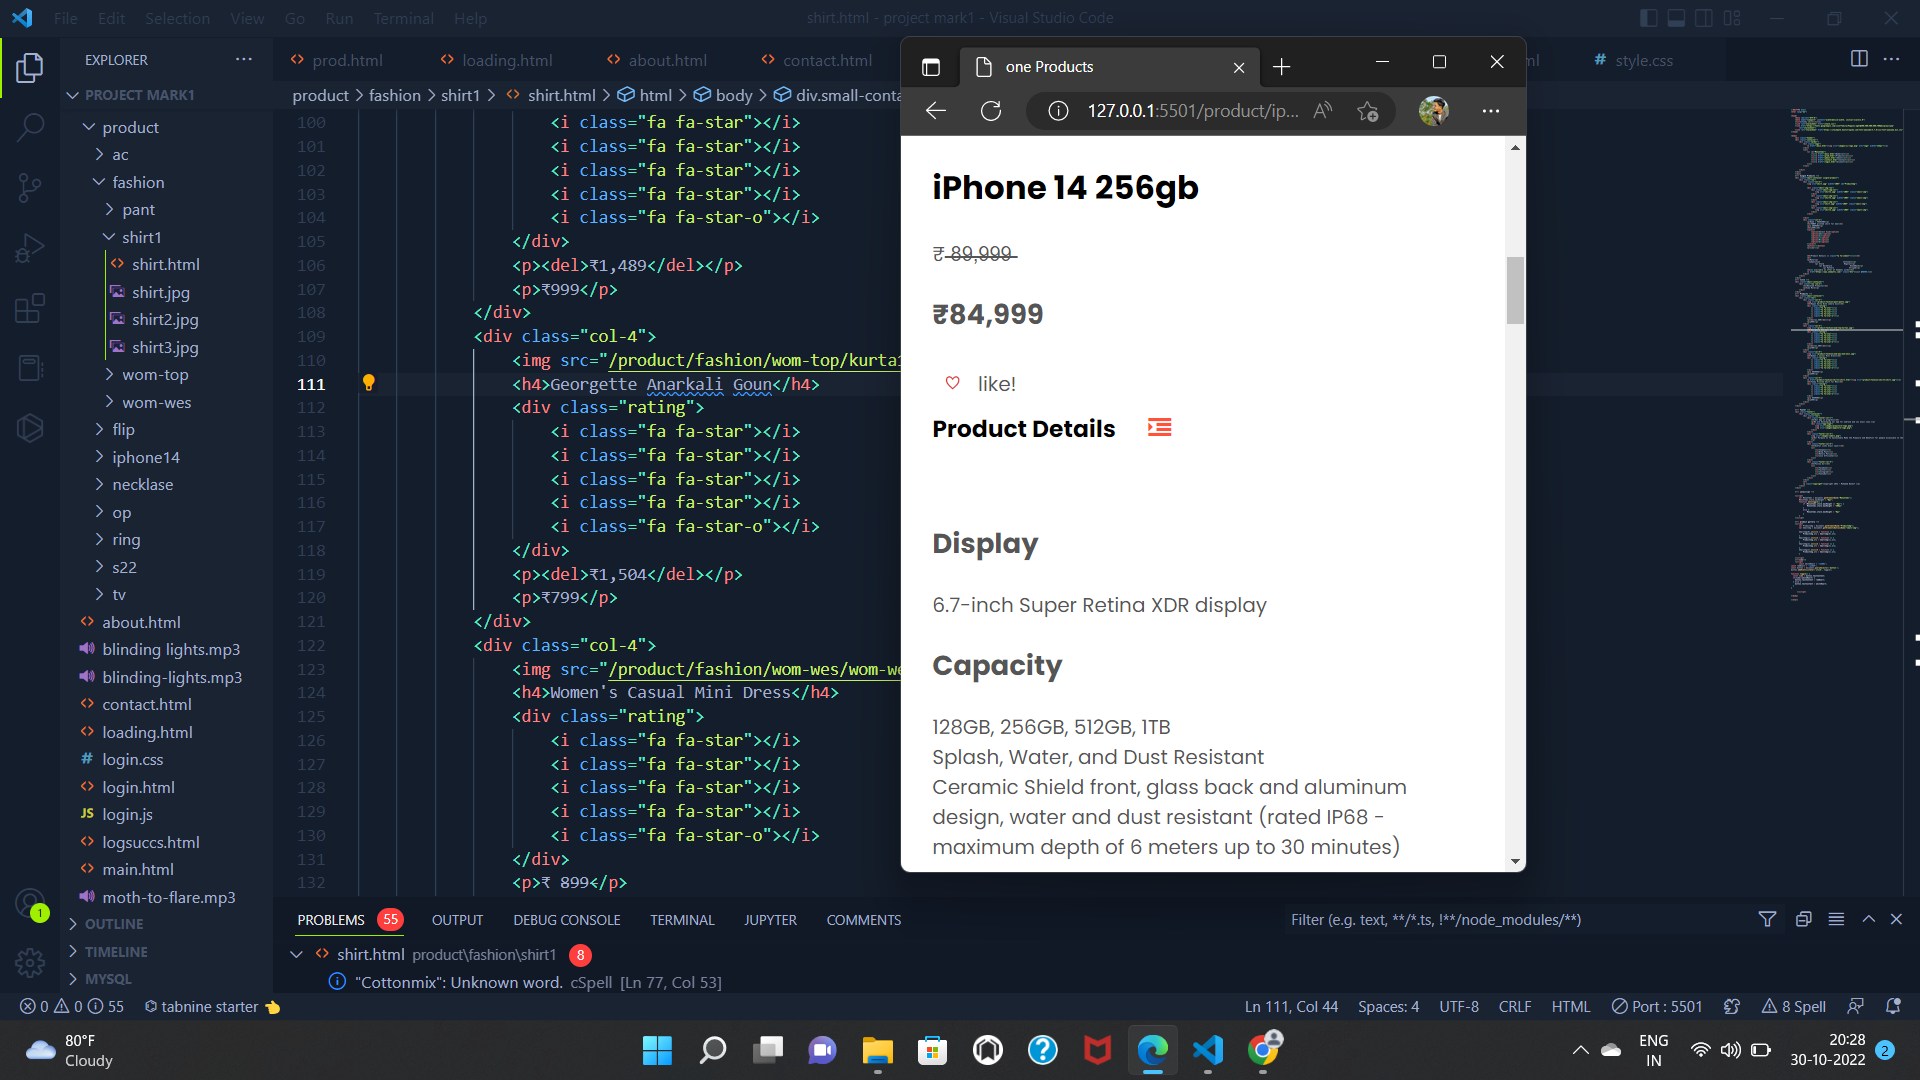 File Edit Selection View Go Run Terminal Help
shirt.html - project mark1 - Visual Studio Code
EXPLORER
PROJECT MARK1
product
ac
fashion
pant
shirt1
shirt.html
shirt.jpg
shirt2.jpg
shirt3.jpg
wom-top
wom-wes
flip
iphone14
necklase
op
ring
s22
tv
about.html
blinding lights.mp3
blinding-lights.mp3
contact.html
loading.html
login.css
login.html
JS login.js
logsuccs.html
main.html
moth-to-flare.mp3
OUTLINE
TIMELINE
MYSQL
prod.html loading.html about.html contact.html # style.css
product > fashion > shirt1 > shirt.html > html > body > div.small-conta
100 <i class="fa fa-star"></i>
101 <i class="fa fa-star"></i>
102 <i class="fa fa-star"></i>
103 <i class="fa fa-star"></i>
104 <i class="fa fa-star-o"></i>
105 </div>
106 <p><del>₹1,489</del></p>
107 <p>₹999</p>
108 </div>
109 <div class="col-4">
110 <img src="/product/fashion/wom-top/kurta1
111 <h4>Georgette Anarkali Goun</h4>
112 <div class="rating">
113 <i class="fa fa-star"></i>
114 <i class="fa fa-star"></i>
115 <i class="fa fa-star"></i>
116 <i class="fa fa-star"></i>
117 <i class="fa fa-star-o"></i>
118 </div>
119 <p><del>₹1,504</del></p>
120 <p>₹799</p>
121 </div>
122 <div class="col-4">
123 <img src="/product/fashion/wom-wes/wom-we
124 <h4>Women's Casual Mini Dress</h4>
125 <div class="rating">
126 <i class="fa fa-star"></i>
127 <i class="fa fa-star"></i>
128 <i class="fa fa-star"></i>
129 <i class="fa fa-star"></i>
130 <i class="fa fa-star-o"></i>
131 </div>
132 <p>₹ 899</p>
one Products
127.0.0.1:5501/product/ip...
iPhone 14 256gb
₹ 89,999
₹84,999
like!
Product Details
Display
6.7-inch Super Retina XDR display
Capacity
128GB, 256GB, 512GB, 1TB
Splash, Water, and Dust Resistant
Ceramic Shield front, glass back and aluminum
design, water and dust resistant (rated IP68 -
maximum depth of 6 meters up to 30 minutes)
PROBLEMS 55 OUTPUT DEBUG CONSOLE TERMINAL JUPYTER COMMENTS
Filter (e.g. text, **/*.ts, !**/node_modules/**)
shirt.html product\fashion\shirt1 8
"Cottonmix": Unknown word. cSpell [Ln 77, Col 53]
0 0 55 tabnine starter
Ln 111, Col 44 Spaces: 4 UTF-8 CRLF HTML Port : 5501 8 Spell
1
80°F
Cloudy
ENG
IN
20:28
30-10-2022
2